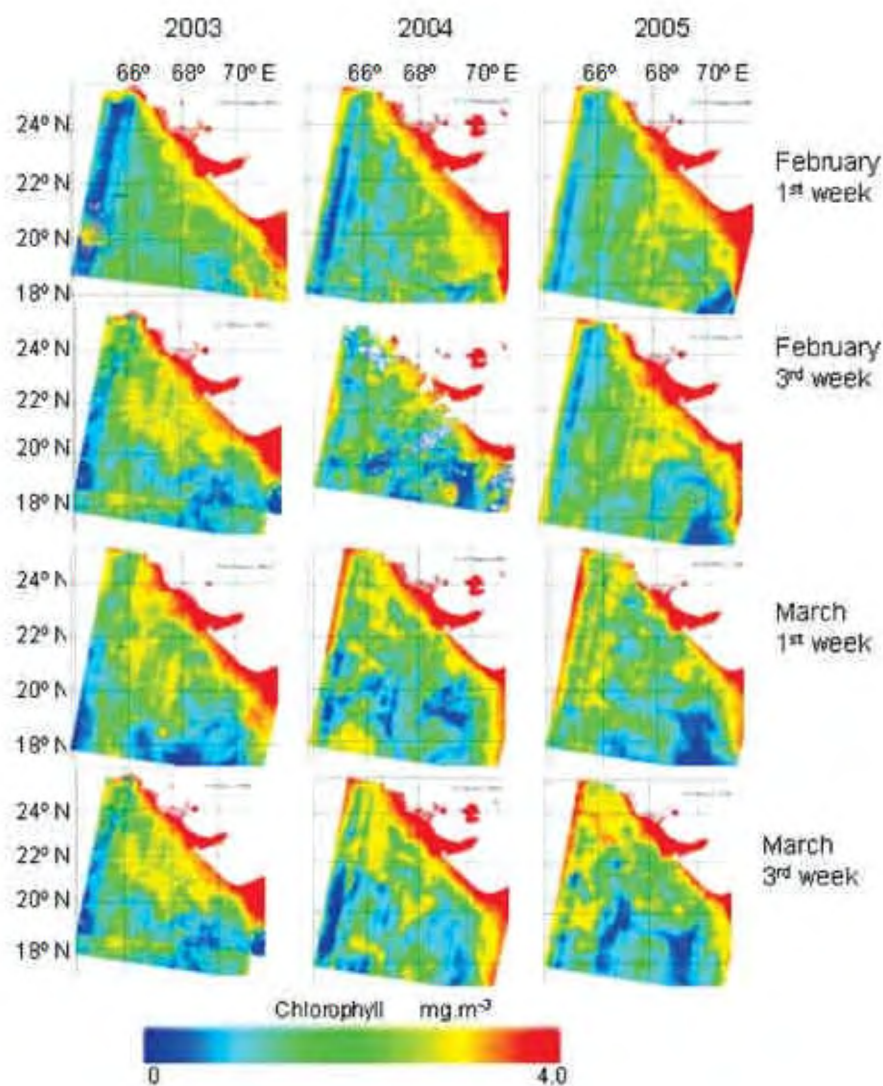 2003 2004 2005
66º 68º 70º E 66º 68º 70º E 66º 68º 70º E
24º N
22º N
20º N
18º N
February
1st week
24º N
22º N
20º N
18º N
February
3rd week
24º N
22º N
20º N
18º N
March
1st week
24º N
22º N
20º N
18º N
March
3rd week
Chlorophyll mg.m-3
0 4.0